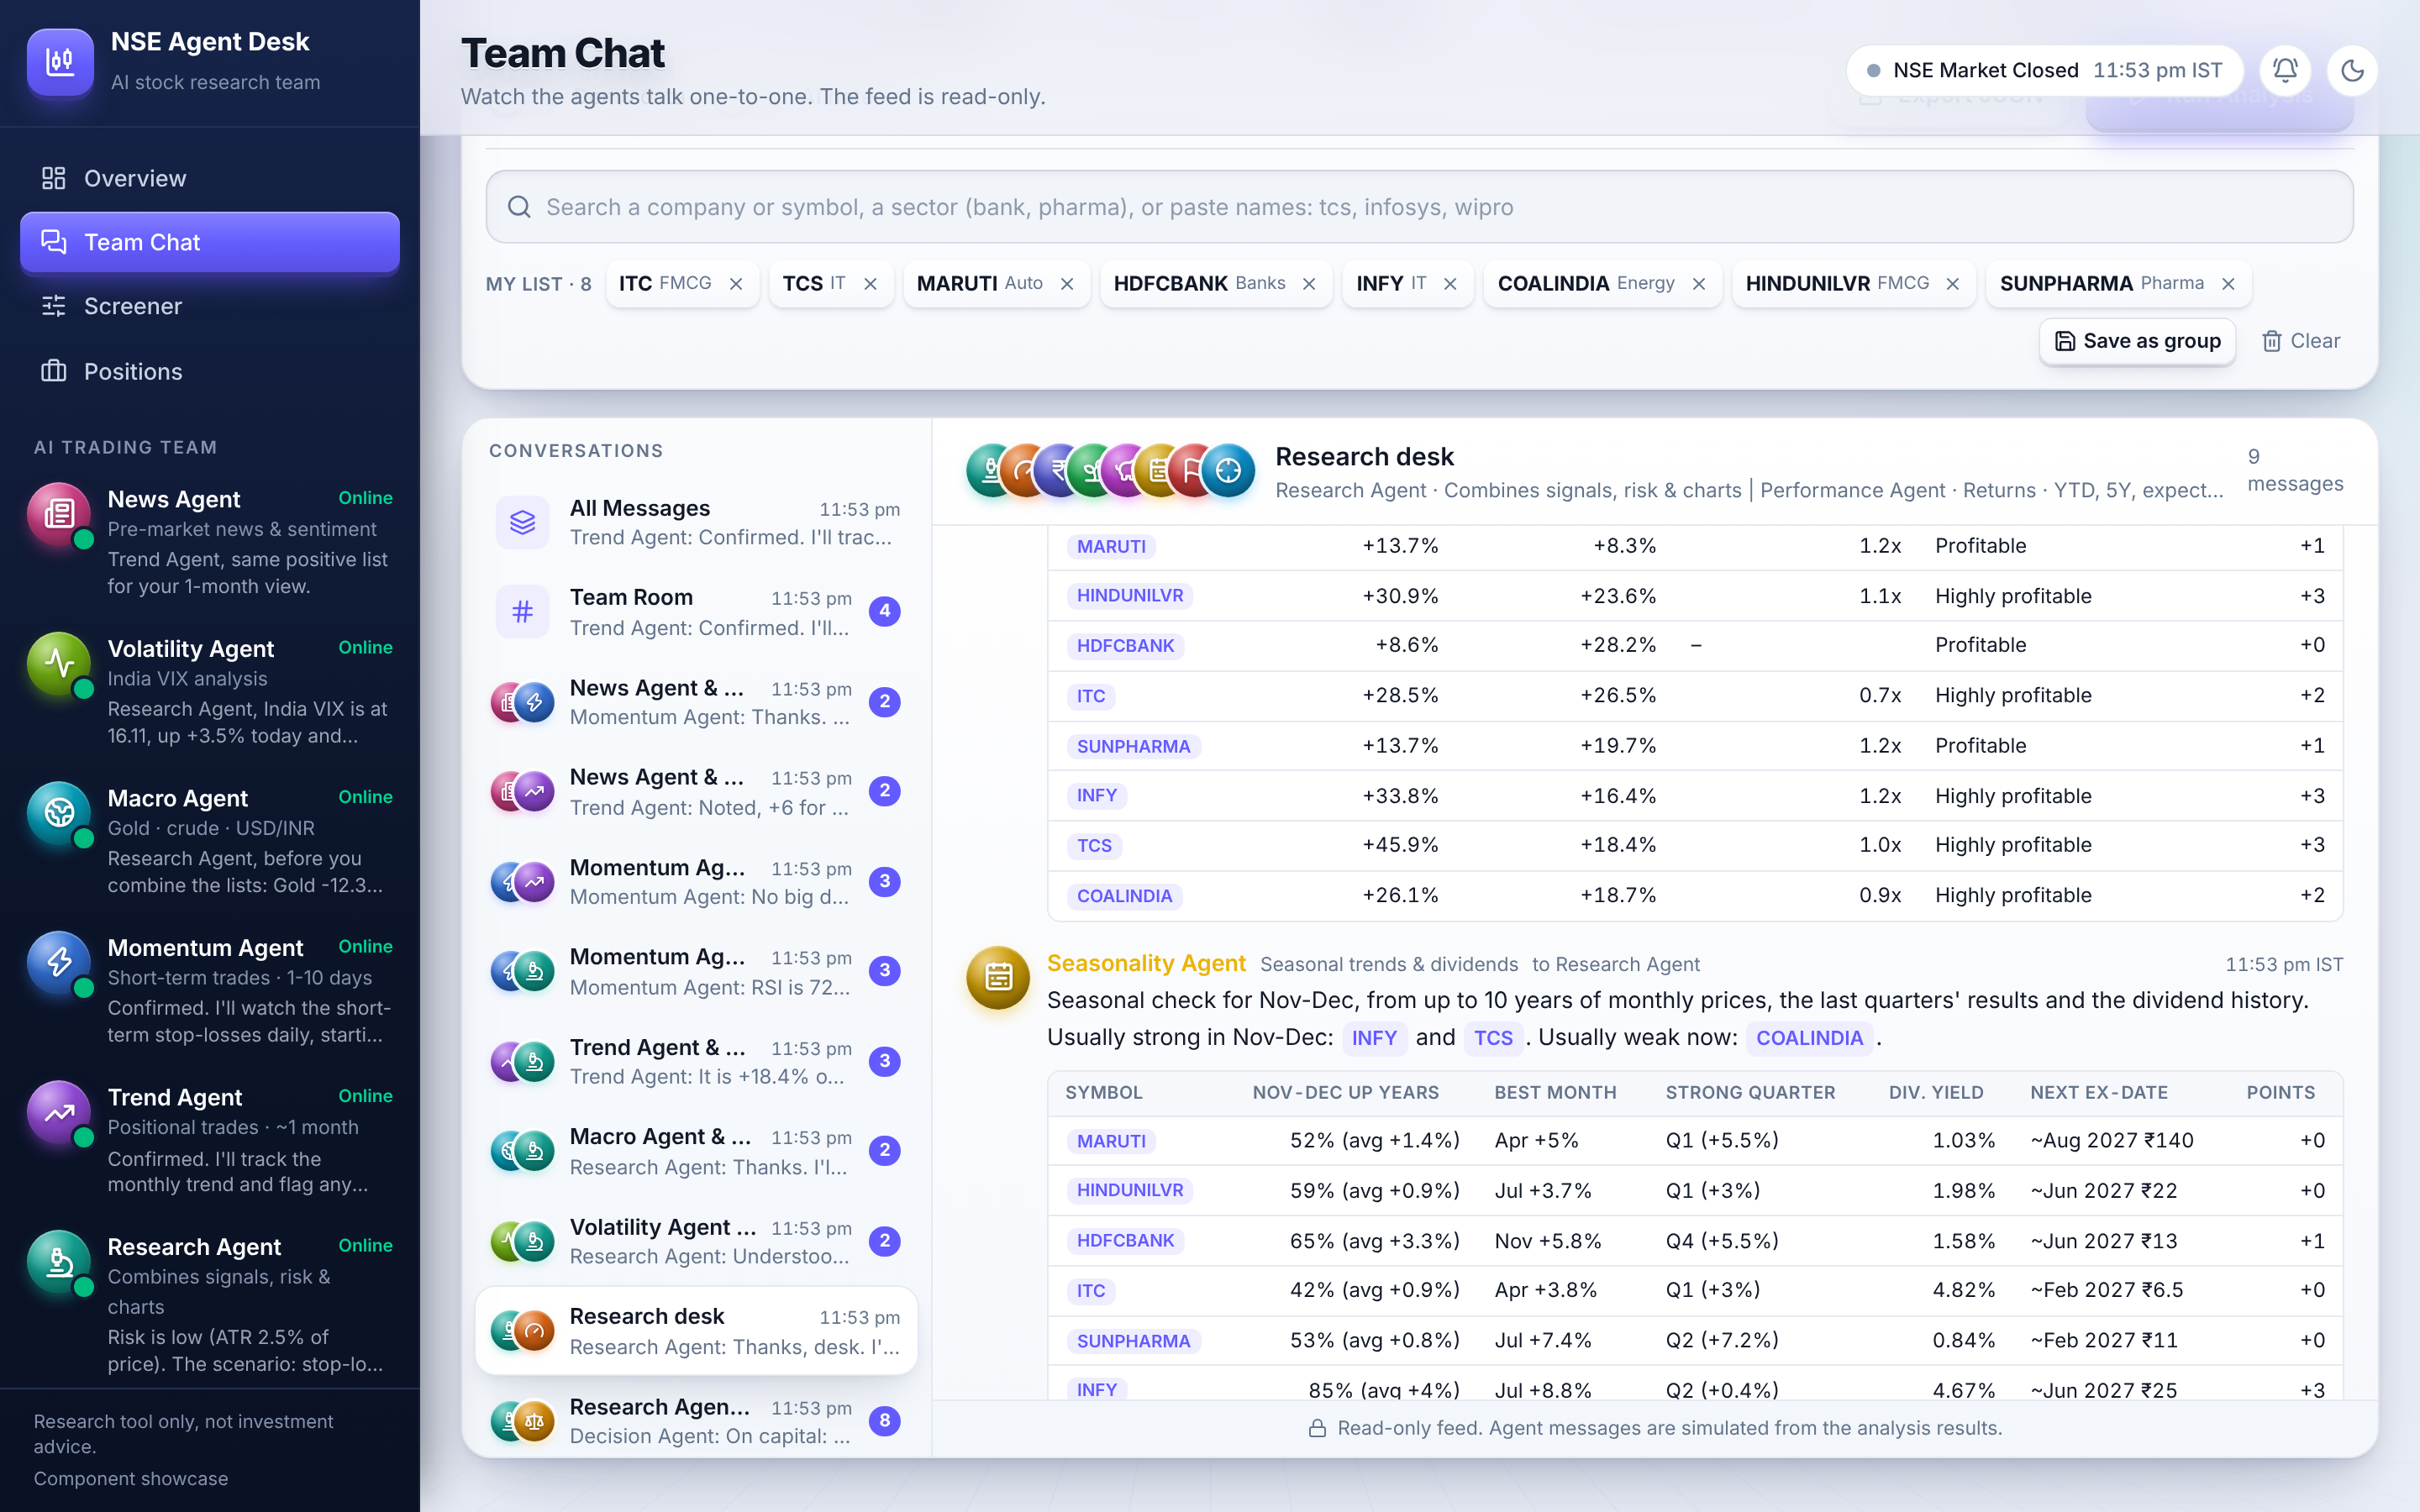 NSE Agent Desk
AI stock research team
Overview
Team Chat
Screener
Positions
AI TRADING TEAM
News Agent Online
Pre-market news & sentiment
Trend Agent, same positive list
for your 1-month view.
Volatility Agent Online
India VIX analysis
Research Agent, India VIX is at
16.11, up +3.5% today and...
Macro Agent Online
Gold · crude · USD/INR
Research Agent, before you
combine the lists: Gold -12.3...
Momentum Agent Online
Short-term trades · 1-10 days
Confirmed. I'll watch the short-
term stop-losses daily, starti...
Trend Agent Online
Positional trades · ~1 month
Confirmed. I'll track the
monthly trend and flag any...
Research Agent Online
Combines signals, risk &
charts
Risk is low (ATR 2.5% of
price). The scenario: stop-lo...
Research tool only, not investment
advice.
Component showcase
Team Chat
Watch the agents talk one-to-one. The feed is read-only.
NSE Market Closed 11:53 pm IST
Export JSON Run Analysis
Search a company or symbol, a sector (bank, pharma), or paste names: tcs, infosys, wipro
MY LIST · 8 ITC FMCG TCS IT MARUTI Auto HDFCBANK Banks INFY IT COALINDIA Energy HINDUNILVR FMCG SUNPHARMA Pharma
Save as group Clear
CONVERSATIONS
All Messages 11:53 pm
Trend Agent: Confirmed. I'll trac...
Team Room 11:53 pm 4
Trend Agent: Confirmed. I'll...
News Agent & ... 11:53 pm 2
Momentum Agent: Thanks. ...
News Agent & ... 11:53 pm 2
Trend Agent: Noted, +6 for ...
Momentum Ag... 11:53 pm 3
Momentum Agent: No big d...
Momentum Ag... 11:53 pm 3
Momentum Agent: RSI is 72...
Trend Agent & ... 11:53 pm 3
Trend Agent: It is +18.4% o...
Macro Agent & ... 11:53 pm 2
Research Agent: Thanks. I'l...
Volatility Agent ... 11:53 pm 2
Research Agent: Understoo...
Research desk 11:53 pm
Research Agent: Thanks, desk. I'...
Research Agen... 11:53 pm 8
Decision Agent: On capital: ...
Research desk
Research Agent · Combines signals, risk & charts | Performance Agent · Returns · YTD, 5Y, expect...
9
messages
MARUTI +13.7% +8.3% 1.2x Profitable +1
HINDUNILVR +30.9% +23.6% 1.1x Highly profitable +3
HDFCBANK +8.6% +28.2% – Profitable +0
ITC +28.5% +26.5% 0.7x Highly profitable +2
SUNPHARMA +13.7% +19.7% 1.2x Profitable +1
INFY +33.8% +16.4% 1.2x Highly profitable +3
TCS +45.9% +18.4% 1.0x Highly profitable +3
COALINDIA +26.1% +18.7% 0.9x Highly profitable +2
Seasonality Agent Seasonal trends & dividends to Research Agent 11:53 pm IST
Seasonal check for Nov-Dec, from up to 10 years of monthly prices, the last quarters' results and the dividend history.
Usually strong in Nov-Dec: INFY and TCS. Usually weak now: COALINDIA.
SYMBOL NOV-DEC UP YEARS BEST MONTH STRONG QUARTER DIV. YIELD NEXT EX-DATE POINTS
MARUTI 52% (avg +1.4%) Apr +5% Q1 (+5.5%) 1.03% ~Aug 2027 ₹140 +0
HINDUNILVR 59% (avg +0.9%) Jul +3.7% Q1 (+3%) 1.98% ~Jun 2027 ₹22 +0
HDFCBANK 65% (avg +3.3%) Nov +5.8% Q4 (+5.5%) 1.58% ~Jun 2027 ₹13 +1
ITC 42% (avg +0.9%) Apr +3.8% Q1 (+3%) 4.82% ~Feb 2027 ₹6.5 +0
SUNPHARMA 53% (avg +0.8%) Jul +7.4% Q2 (+7.2%) 0.84% ~Feb 2027 ₹11 +0
INFY 85% (avg +4%) Jul +8.8% Q2 (+0.4%) 4.67% ~Jun 2027 ₹25 +3
Read-only feed. Agent messages are simulated from the analysis results.